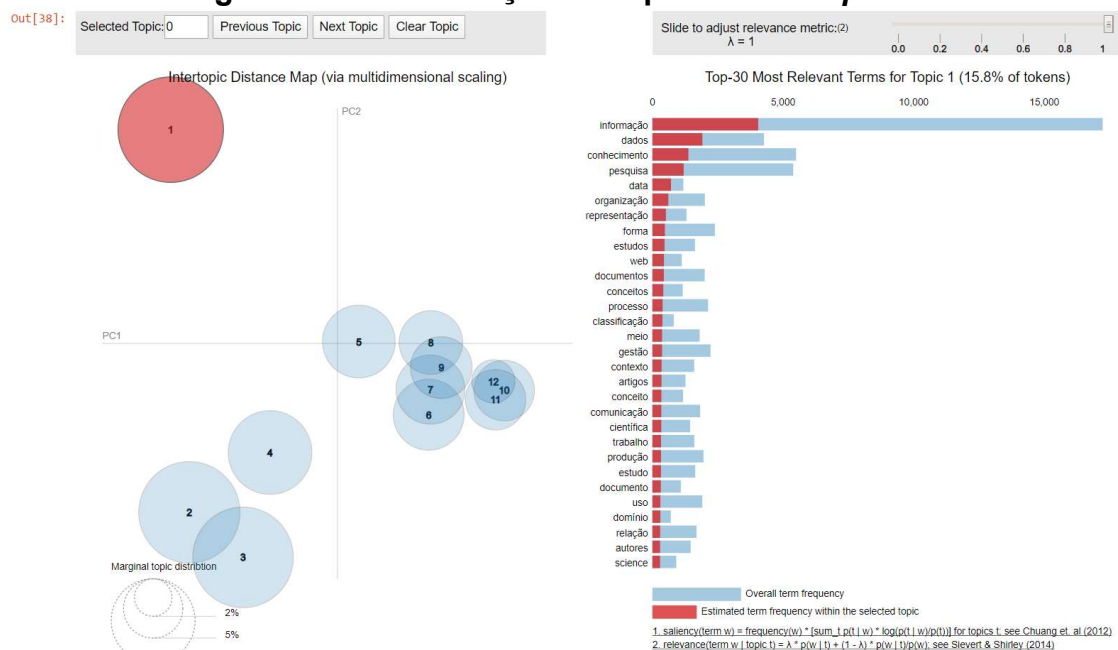 Out[38]:
Selected Topic: 0 Previous Topic Next Topic Clear Topic
Slide to adjust relevance metric:(2)
λ = 1
0.0 0.2 0.4 0.6 0.8 1
Intertopic Distance Map (via multidimensional scaling)
PC2
PC1
1
5
8
9
7
6
12
10
11
4
2
3
Marginal topic distribtion
2%
5%
Top-30 Most Relevant Terms for Topic 1 (15.8% of tokens)
0 5,000 10,000 15,000
informação
dados
conhecimento
pesquisa
data
organização
representação
forma
estudos
web
documentos
conceitos
processo
classificação
meio
gestão
contexto
artigos
conceito
comunicação
científica
trabalho
produção
estudo
documento
uso
domínio
relação
autores
science
Overall term frequency
Estimated term frequency within the selected topic
1. saliency(term w) = frequency(w) * [sum_t p(t | w) * log(p(t | w)/p(t))] for topics t; see Chuang et. al (2012)
2. relevance(term w | topic t) = λ * p(w | t) + (1 - λ) * p(w | t)/p(w); see Sievert & Shirley (2014)